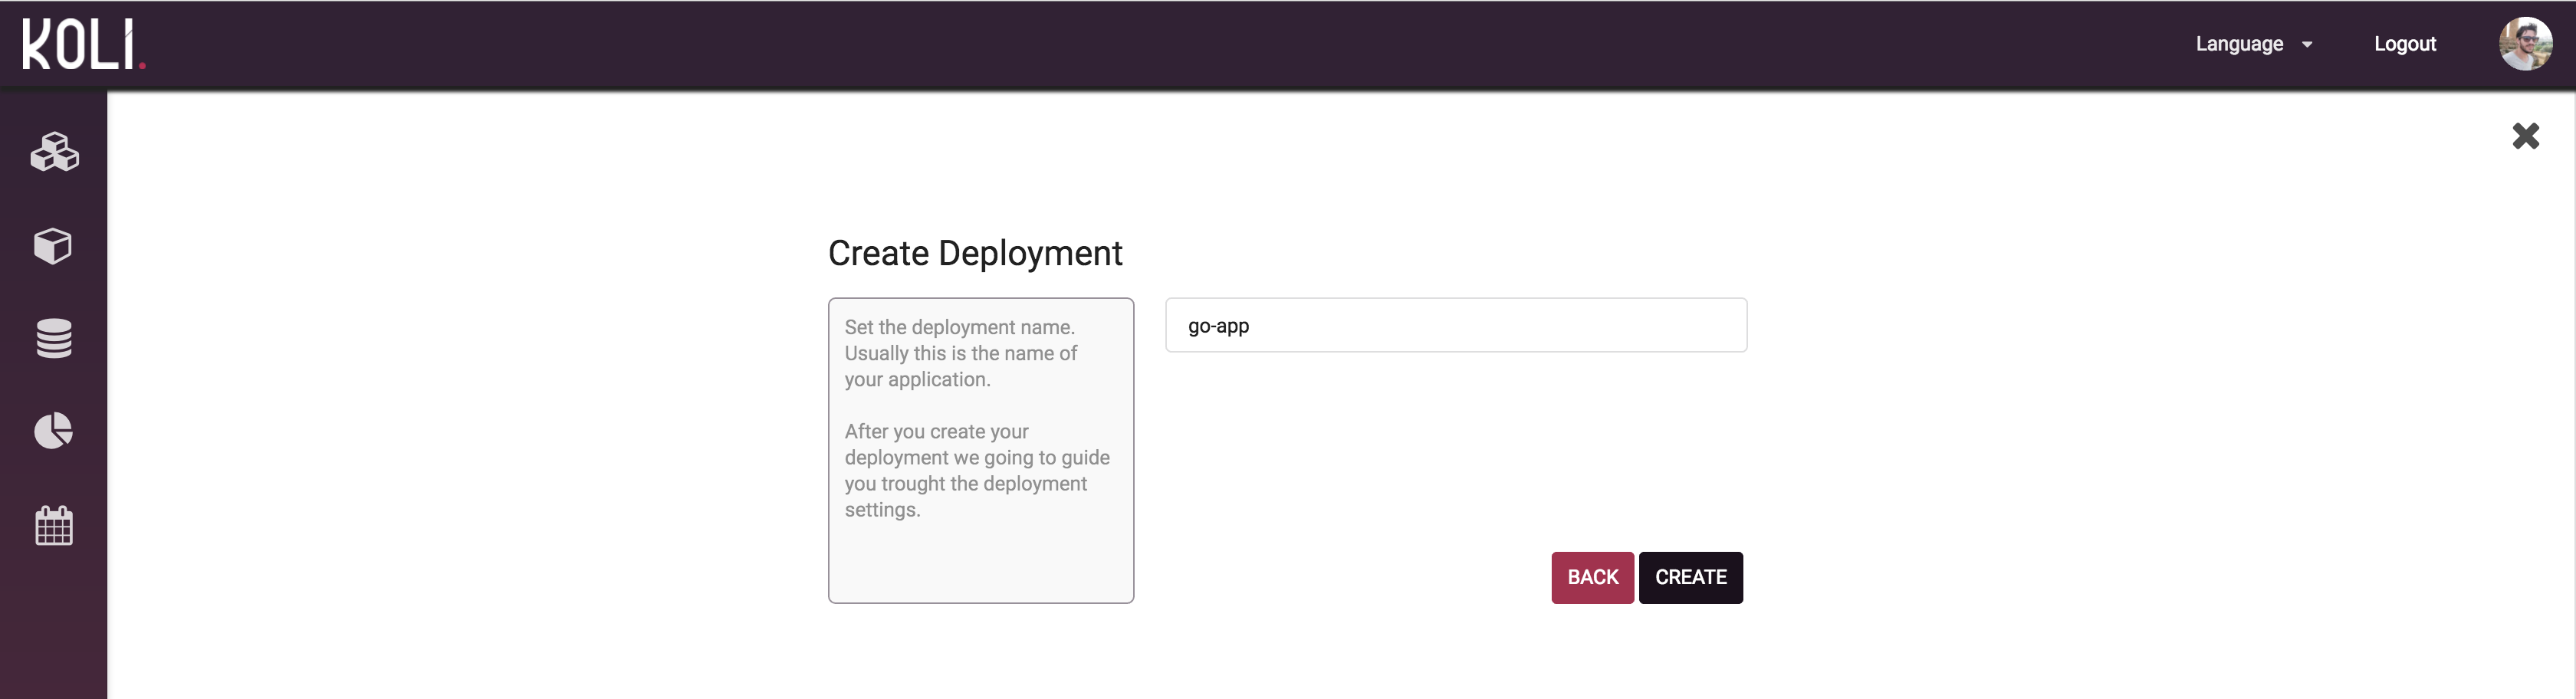 KOLI.
Language
Logout
Create Deployment
Set the deployment name.
Usually this is the name of
your application.
After you create your
deployment we going to guide
you trought the deployment
settings.
go-app
BACK
CREATE